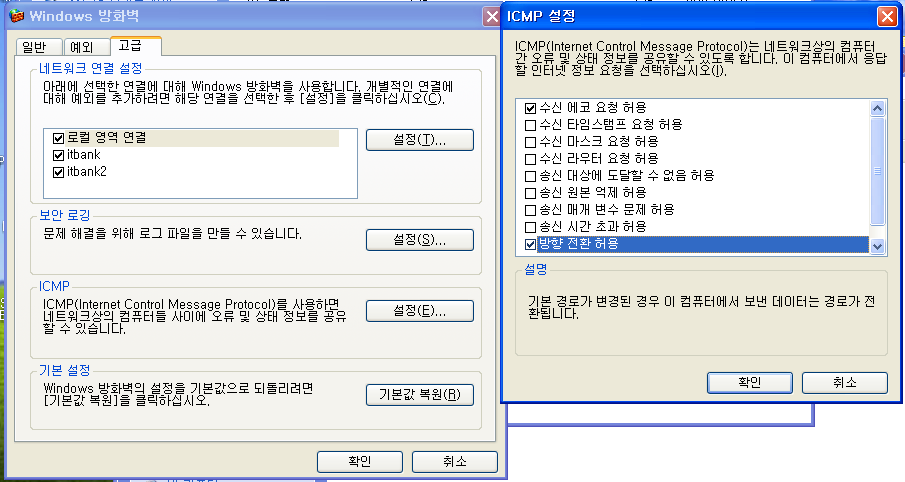 Windows 방화벽
일반
예외
고급
네트워크 연결 설정
아래에 선택한 연결에 대해 Windows 방화벽을 사용합니다. 개별적인 연결에
대해 예외를 추가하려면 해당 연결을 선택한 후 [설정]을 클릭하십시오(C).
로컬 영역 연결
itbank
itbank2
설정(T)...
보안 로깅
문제 해결을 위해 로그 파일을 만들 수 있습니다.
설정(S)...
ICMP
ICMP(Internet Control Message Protocol)를 사용하면
네트워크상의 컴퓨터들 사이에 오류 및 상태 정보를 공유
할 수 있습니다.
설정(E)...
기본 설정
Windows 방화벽의 설정을 기본값으로 되돌리려면
[기본값 복원]을 클릭하십시오.
기본값 복원(R)
확인
취소
ICMP 설정
ICMP(Internet Control Message Protocol)는 네트워크상의 컴퓨터
간 오류 및 상태 정보를 공유할 수 있도록 합니다. 이 컴퓨터에서 응답
할 인터넷 정보 요청을 선택하십시오(I).
수신 에코 요청 허용
수신 타임스탬프 요청 허용
수신 마스크 요청 허용
수신 라우터 요청 허용
송신 대상에 도달할 수 없음 허용
송신 원본 억제 허용
송신 매개 변수 문제 허용
송신 시간 초과 허용
방향 전환 허용
설명
기본 경로가 변경된 경우 이 컴퓨터에서 보낸 데이터는 경로가 전
환됩니다.
확인
취소